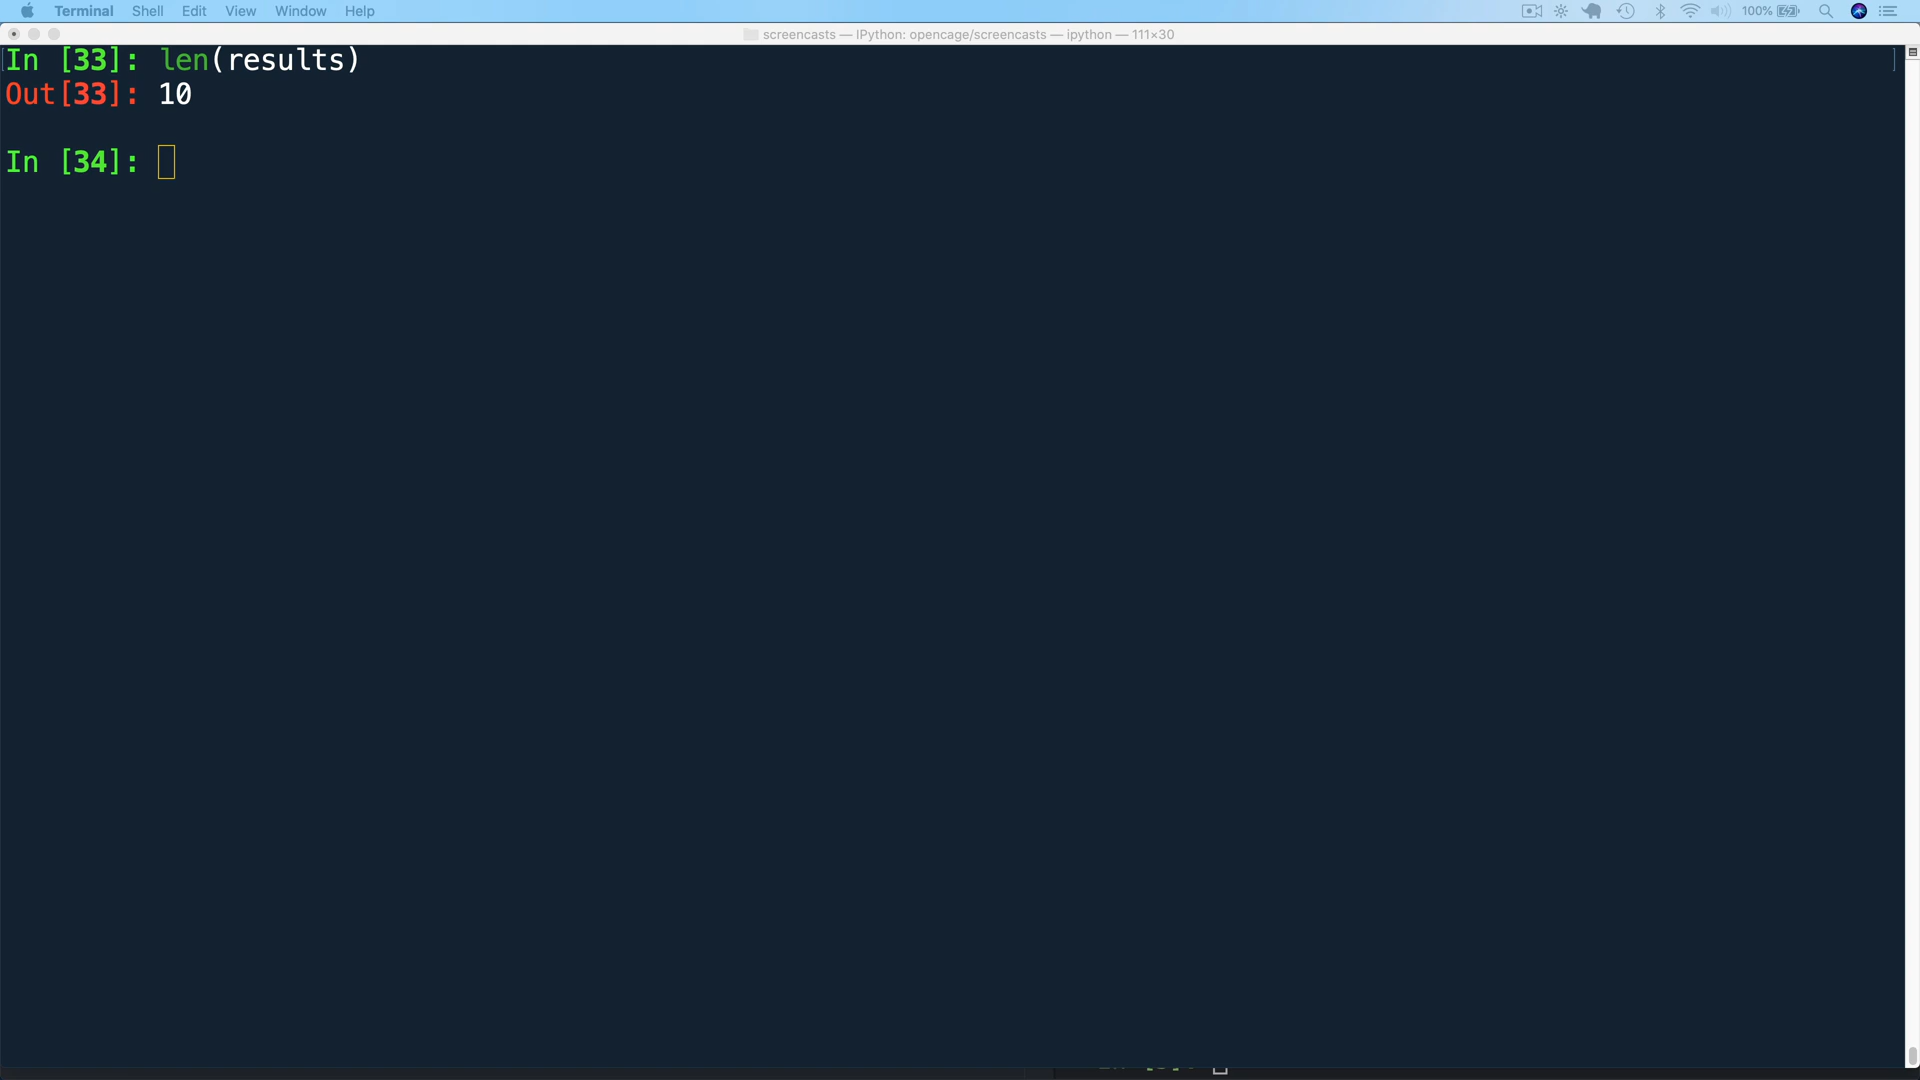 Terminal Shell Edit View Window Help 100%
screencasts — IPython: opencage/screencasts — ipython — 111×30
In [33]: len(results)
Out[33]: 10
In [34]: